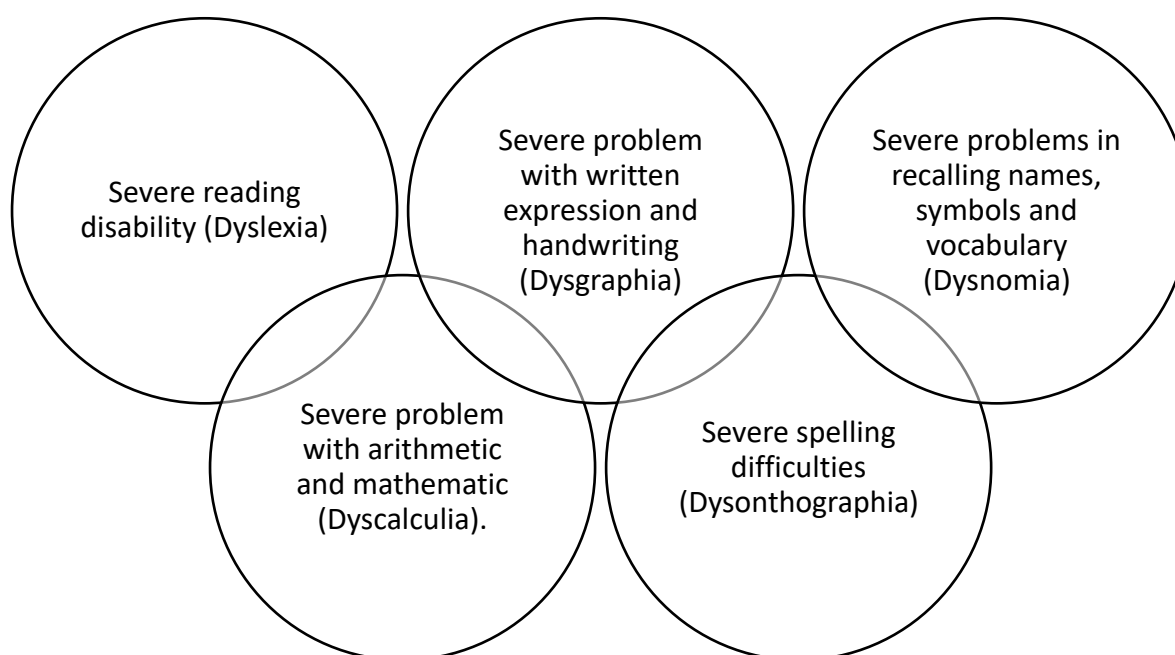 Severe reading
disability (Dyslexia)
Severe problem
with written
expression and
handwriting
(Dysgraphia)
Severe problems in
recalling names,
symbols and
vocabulary
(Dysnomia)
Severe problem
with arithmetic
and mathematic
(Dyscalculia).
Severe spelling
difficulties
(Dysonthographia)